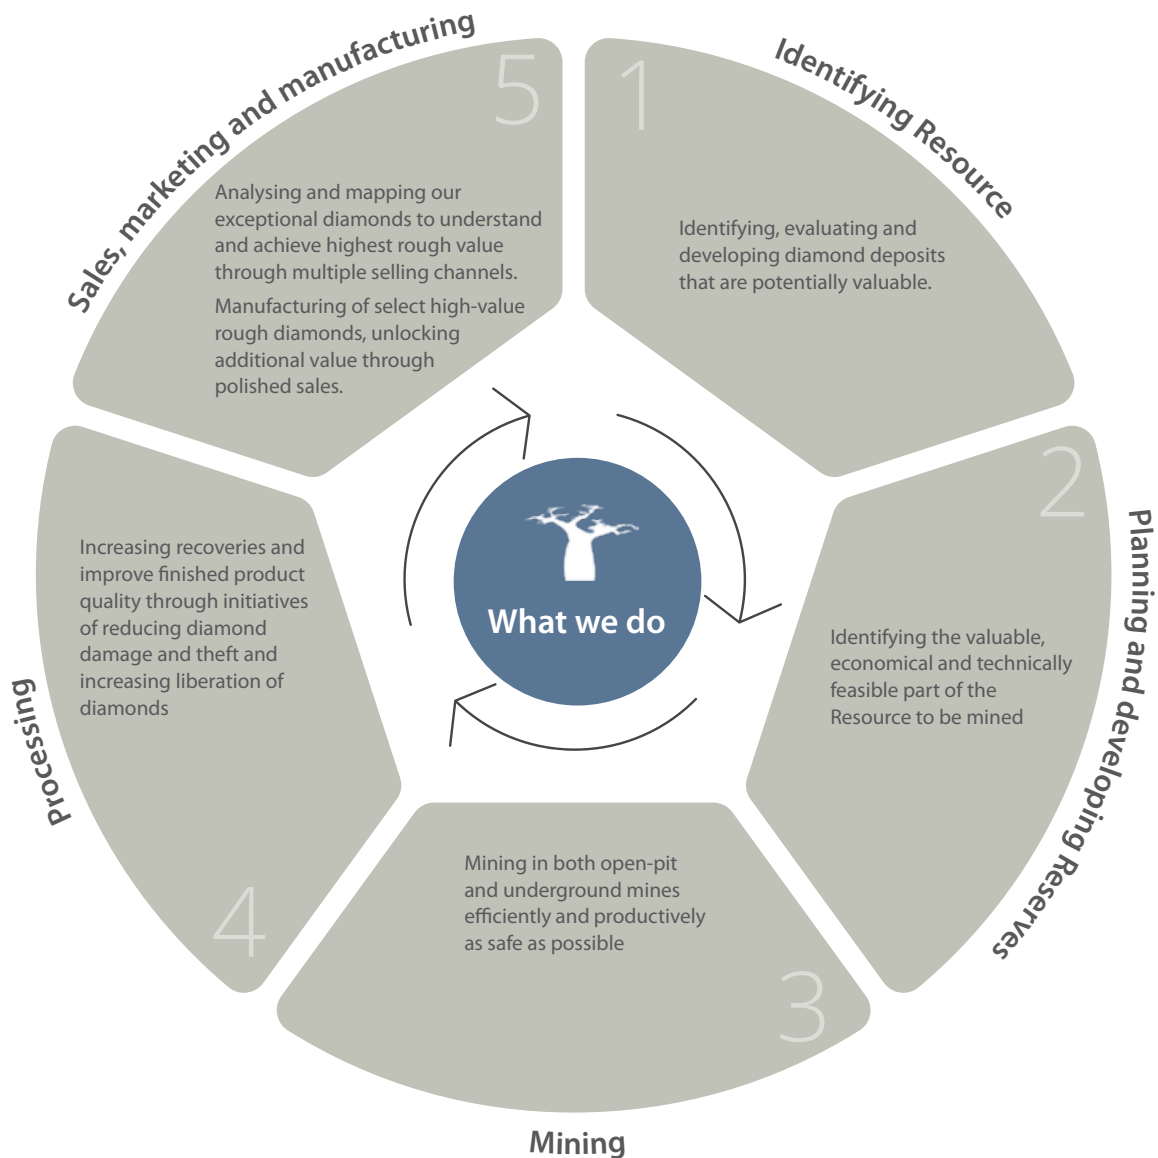 What we do
1
Identifying Resource
Identifying, evaluating and
developing diamond deposits
that are potentially valuable.
2
Planning and developing Reserves
Identifying the valuable,
economical and technically
feasible part of the
Resource to be mined
3
Mining
Mining in both open-pit
and underground mines
efficiently and productively
as safe as possible
4
Processing
Increasing recoveries and
improve finished product
quality through initiatives
of reducing diamond
damage and theft and
increasing liberation of
diamonds
5
Sales, marketing and manufacturing
Analysing and mapping our
exceptional diamonds to understand
and achieve highest rough value
through multiple selling channels.
Manufacturing of select high-value
rough diamonds, unlocking
additional value through
polished sales.